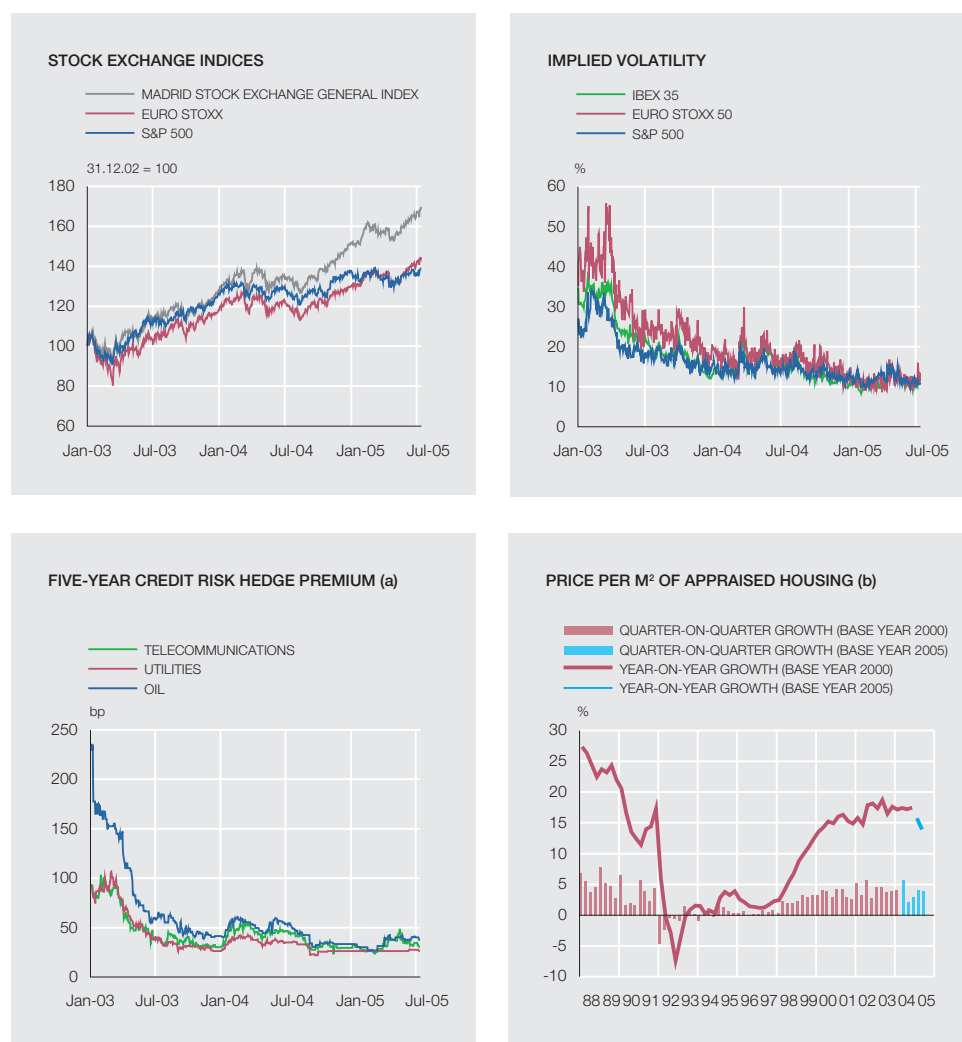 STOCK EXCHANGE INDICES
MADRID STOCK EXCHANGE GENERAL INDEX
EURO STOXX
S&P 500
31.12.02 = 100
180
160
140
120
100
80
60
Jan-03 Jul-03 Jan-04 Jul-04 Jan-05 Jul-05
IMPLIED VOLATILITY
IBEX 35
EURO STOXX 50
S&P 500
%
60
50
40
30
20
10
0
Jan-03 Jul-03 Jan-04 Jul-04 Jan-05 Jul-05
FIVE-YEAR CREDIT RISK HEDGE PREMIUM (a)
TELECOMMUNICATIONS
UTILITIES
OIL
bp
250
200
150
100
50
0
Jan-03 Jul-03 Jan-04 Jul-04 Jan-05 Jul-05
PRICE PER M² OF APPRAISED HOUSING (b)
QUARTER-ON-QUARTER GROWTH (BASE YEAR 2000)
QUARTER-ON-QUARTER GROWTH (BASE YEAR 2005)
YEAR-ON-YEAR GROWTH (BASE YEAR 2000)
YEAR-ON-YEAR GROWTH (BASE YEAR 2005)
%
30
25
20
15
10
5
0
-5
-10
88 89 90 91 92 93 94 95 96 97 98 99 00 01 02 03 04 05